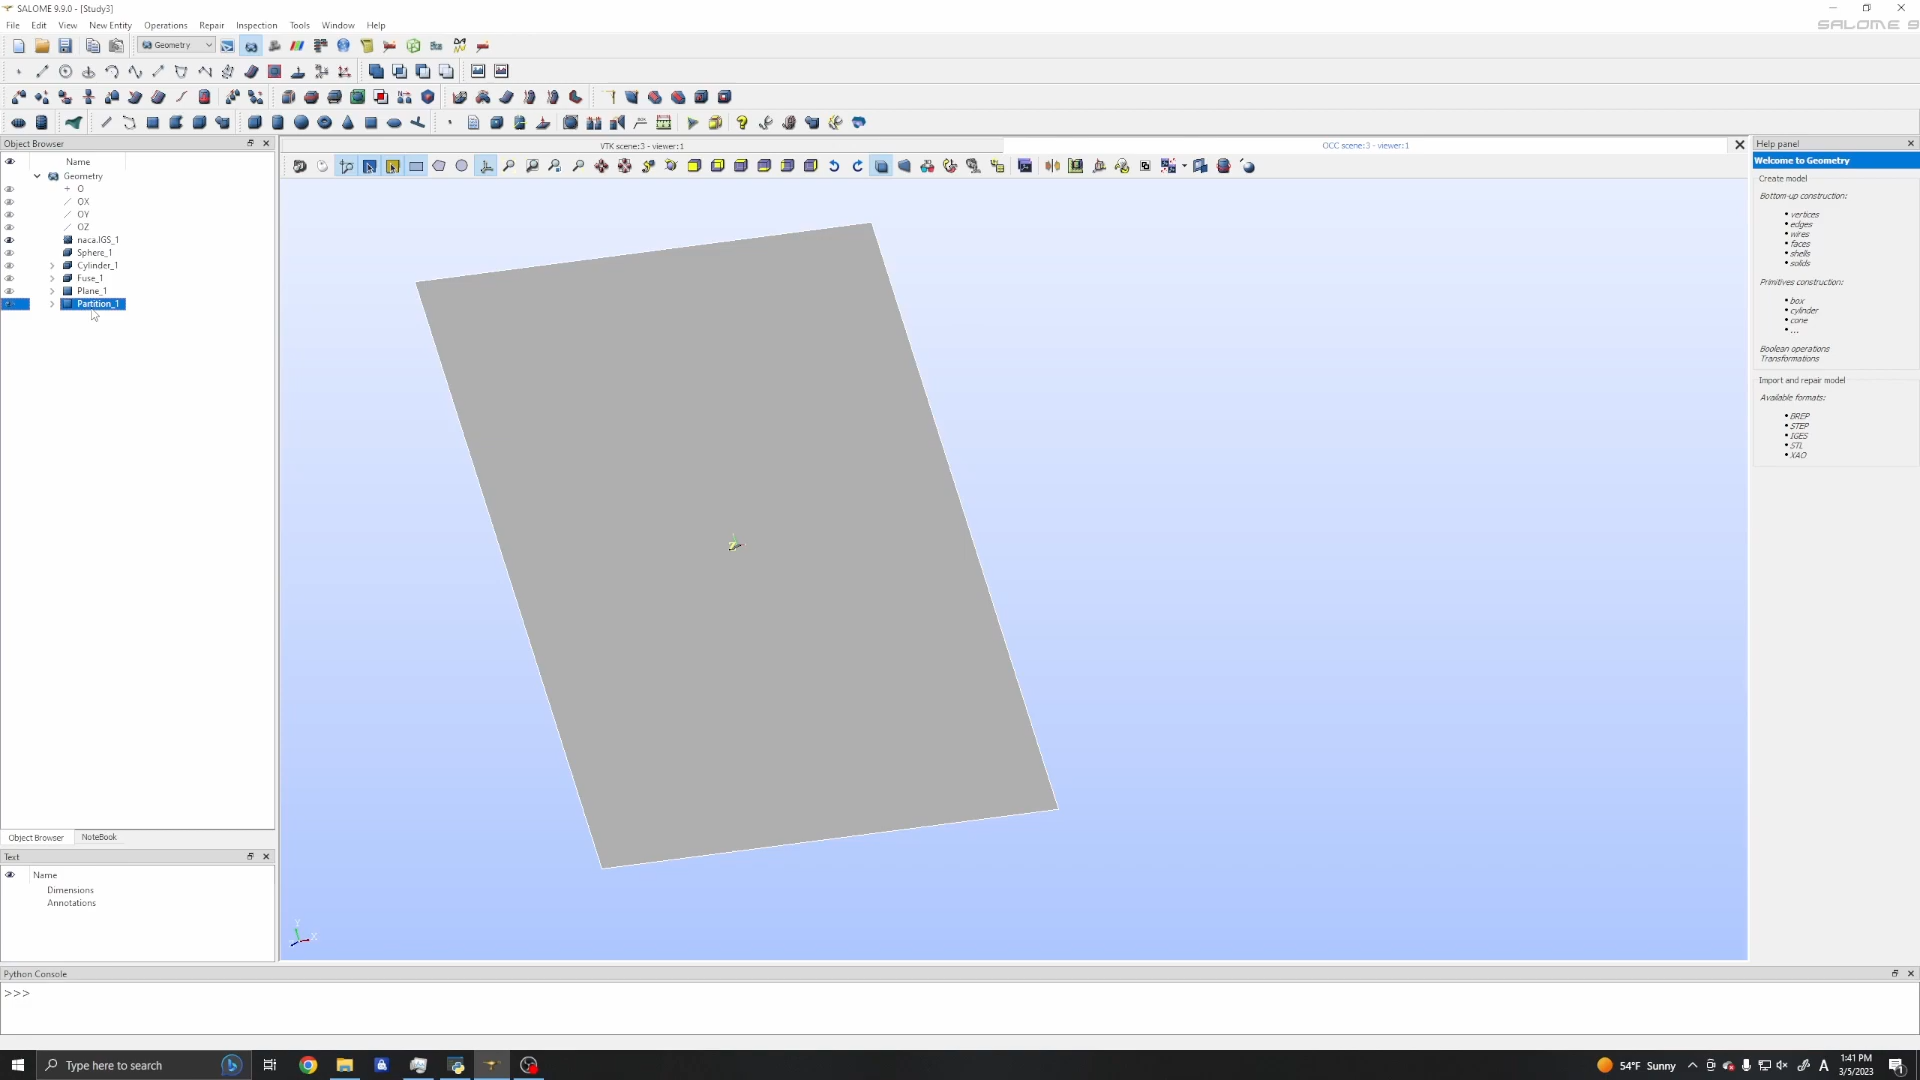 SALOME 9.9.0 - [Study3]
File Edit View New Entity Operations Repair Inspection Tools Window Help
SALOME 9
Geometry
Object Browser
VTK scene:3 - viewer:1
OCC scene:3 - viewer:1
Help panel
Name
Geometry
O
OX
OY
OZ
naca.IGS_1
Sphere_1
Cylinder_1
Fuse_1
Plane_1
Partition_1
Welcome to Geometry
Create model
Bottom-up construction:
vertices
edges
wires
faces
shells
solids
Primitives construction:
box
cylinder
cone
...
Boolean operations
Transformations
Import and repair model
Available formats:
BREP
STEP
IGES
STL
XAO
Z
Y
X
Object Browser NoteBook
Text
Name
Dimensions
Annotations
Python Console
>>>
Type here to search
54°F Sunny
A
1:41 PM
3/5/2023
1